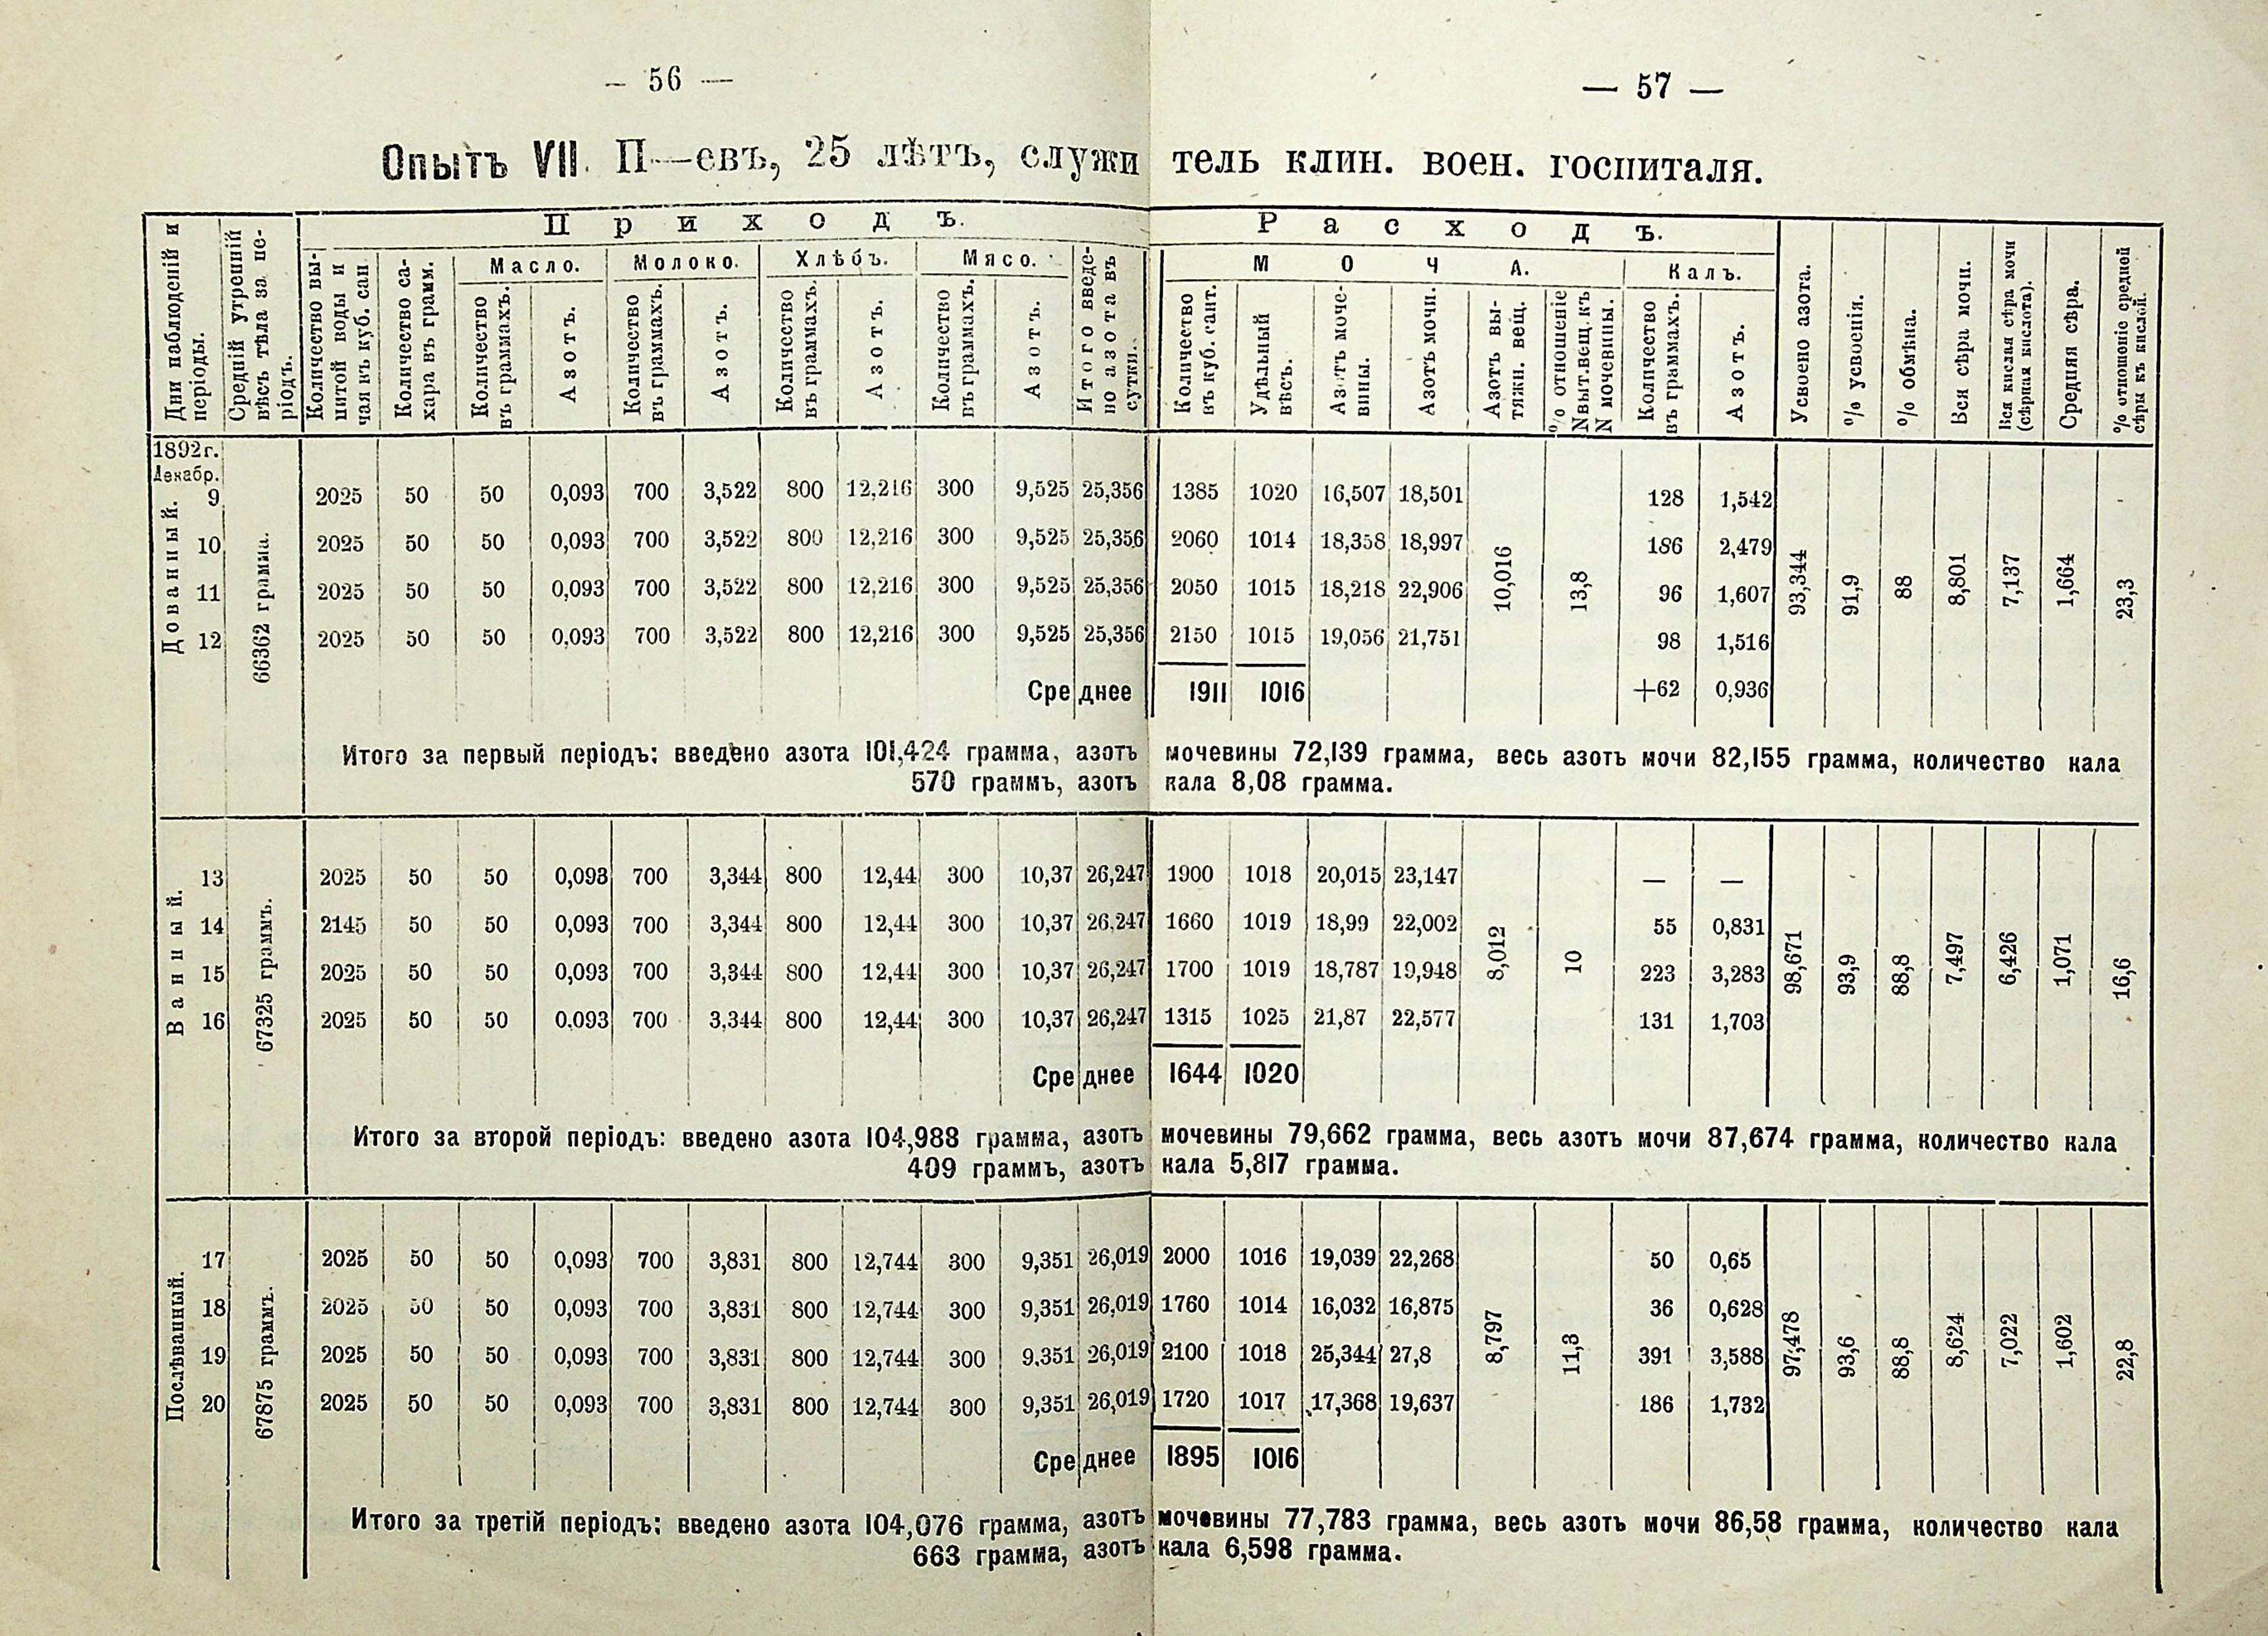 — 56 —
— 57 —
Опытъ VII. П—евъ, 25 лѣтъ, служитель клин. воен. госпиталя.
Дни наблюденій и періоды.
Средній утренній вѣсъ тѣла за періодъ.
Приходъ.
Количество выпитой воды и чая въ куб. сан
Количество сахара въ грамм.
Масло.
Количество въ граммахъ.
Азотъ.
Молоко.
Количество въ граммахъ.
Азотъ.
Хлѣбъ.
Количество въ граммахъ.
Азотъ.
Мясо.
Количество въ граммахъ.
Азотъ.
Итого введено азота въ сутки.
Расходъ.
МОЧА.
Количество въ куб. сант.
Удѣльный вѣсъ.
Азотъ мочевины.
Азотъ мочи.
Азотъ вытяжн. вещ.
% отношеніе N выт. вещ. къ N мочевины.
Калъ.
Количество въ граммахъ.
Азотъ.
Усвоено азота.
% усвоенія.
% обмѣна.
Вся сѣра мочи.
Вся кислая сѣра мочи (сѣрная кислота).
Средняя сѣра.
% отношеніе средней сѣры къ кислой.
1892г.
Декабр.
Дованный.
66362 грамма.
9 2025 50 50 0,093 700 3,522 800 12,216 300 9,525 25,356 1385 1020 16,507 18,501 128 1,542
10 2025 50 50 0,093 700 3,522 800 12,216 300 9,525 25,356 2060 1014 18,358 18,997 186 2,479
11 2025 50 50 0,093 700 3,522 800 12,216 300 9,525 25,356 2050 1015 18,218 22,906 96 1,607
12 2025 50 50 0,093 700 3,522 800 12,216 300 9,525 25,356 2150 1015 19,056 21,751 98 1,516
10,016 13,8 93,344 91,9 88 8,801 7,137 1,664 23,3
Среднее 1911 1016 +62 0,936
Итого за первый періодъ: введено азота 101,424 грамма, азотъ мочевины 72,139 грамма, весь азотъ мочи 82,155 грамма, количество кала
570 граммъ, азотъ кала 8,08 грамма.
Ванный.
67325 граммъ.
13 2025 50 50 0,093 700 3,344 800 12,44 300 10,37 26,247 1900 1018 20,015 23,147 — —
14 2145 50 50 0,093 700 3,344 800 12,44 300 10,37 26,247 1660 1019 18,99 22,002 55 0,831
15 2025 50 50 0,093 700 3,344 800 12,44 300 10,37 26,247 1700 1019 18,787 19,948 223 3,283
16 2025 50 50 0,093 700 3,344 800 12,44 300 10,37 26,247 1315 1025 21,87 22,577 131 1,703
8,012 10 98,671 93,9 88,8 7,497 6,426 1,071 16,6
Среднее 1644 1020
Итого за второй періодъ: введено азота 104,988 грамма, азотъ мочевины 79,662 грамма, весь азотъ мочи 87,674 грамма, количество кала
409 граммъ, азотъ кала 5,817 грамма.
Послѣванный.
67875 граммъ.
17 2025 50 50 0,093 700 3,831 800 12,744 300 9,351 26,019 2000 1016 19,039 22,268 50 0,65
18 2025 50 50 0,093 700 3,831 800 12,744 300 9,351 26,019 1760 1014 16,032 16,875 36 0,628
19 2025 50 50 0,093 700 3,831 800 12,744 300 9,351 26,019 2100 1018 25,344 27,8 391 3,588
20 2025 50 50 0,093 700 3,831 800 12,744 300 9,351 26,019 1720 1017 17,368 19,637 186 1,732
8,797 11,3 97,478 93,6 88,8 8,624 7,022 1,602 22,8
Среднее 1895 1016
Итого за третій періодъ: введено азота 104,076 грамма, азотъ мочевины 77,783 грамма, весь азотъ мочи 86,58 грамма, количество кала
663 грамма, азотъ кала 6,598 грамма.